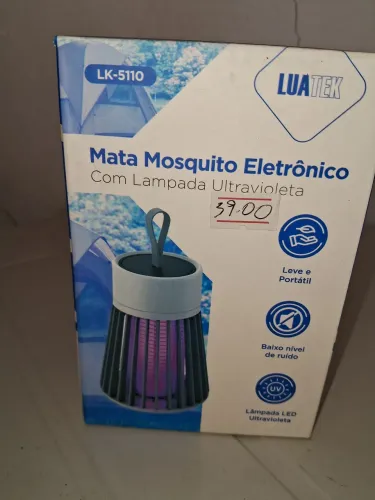 LK-5110
LUATEK
Mata Mosquito Eletrônico
Com Lampada Ultravioleta
39.00
Leve e
Portátil
Baixo nível
de ruído
UV
Lâmpada LED
Ultravioleta